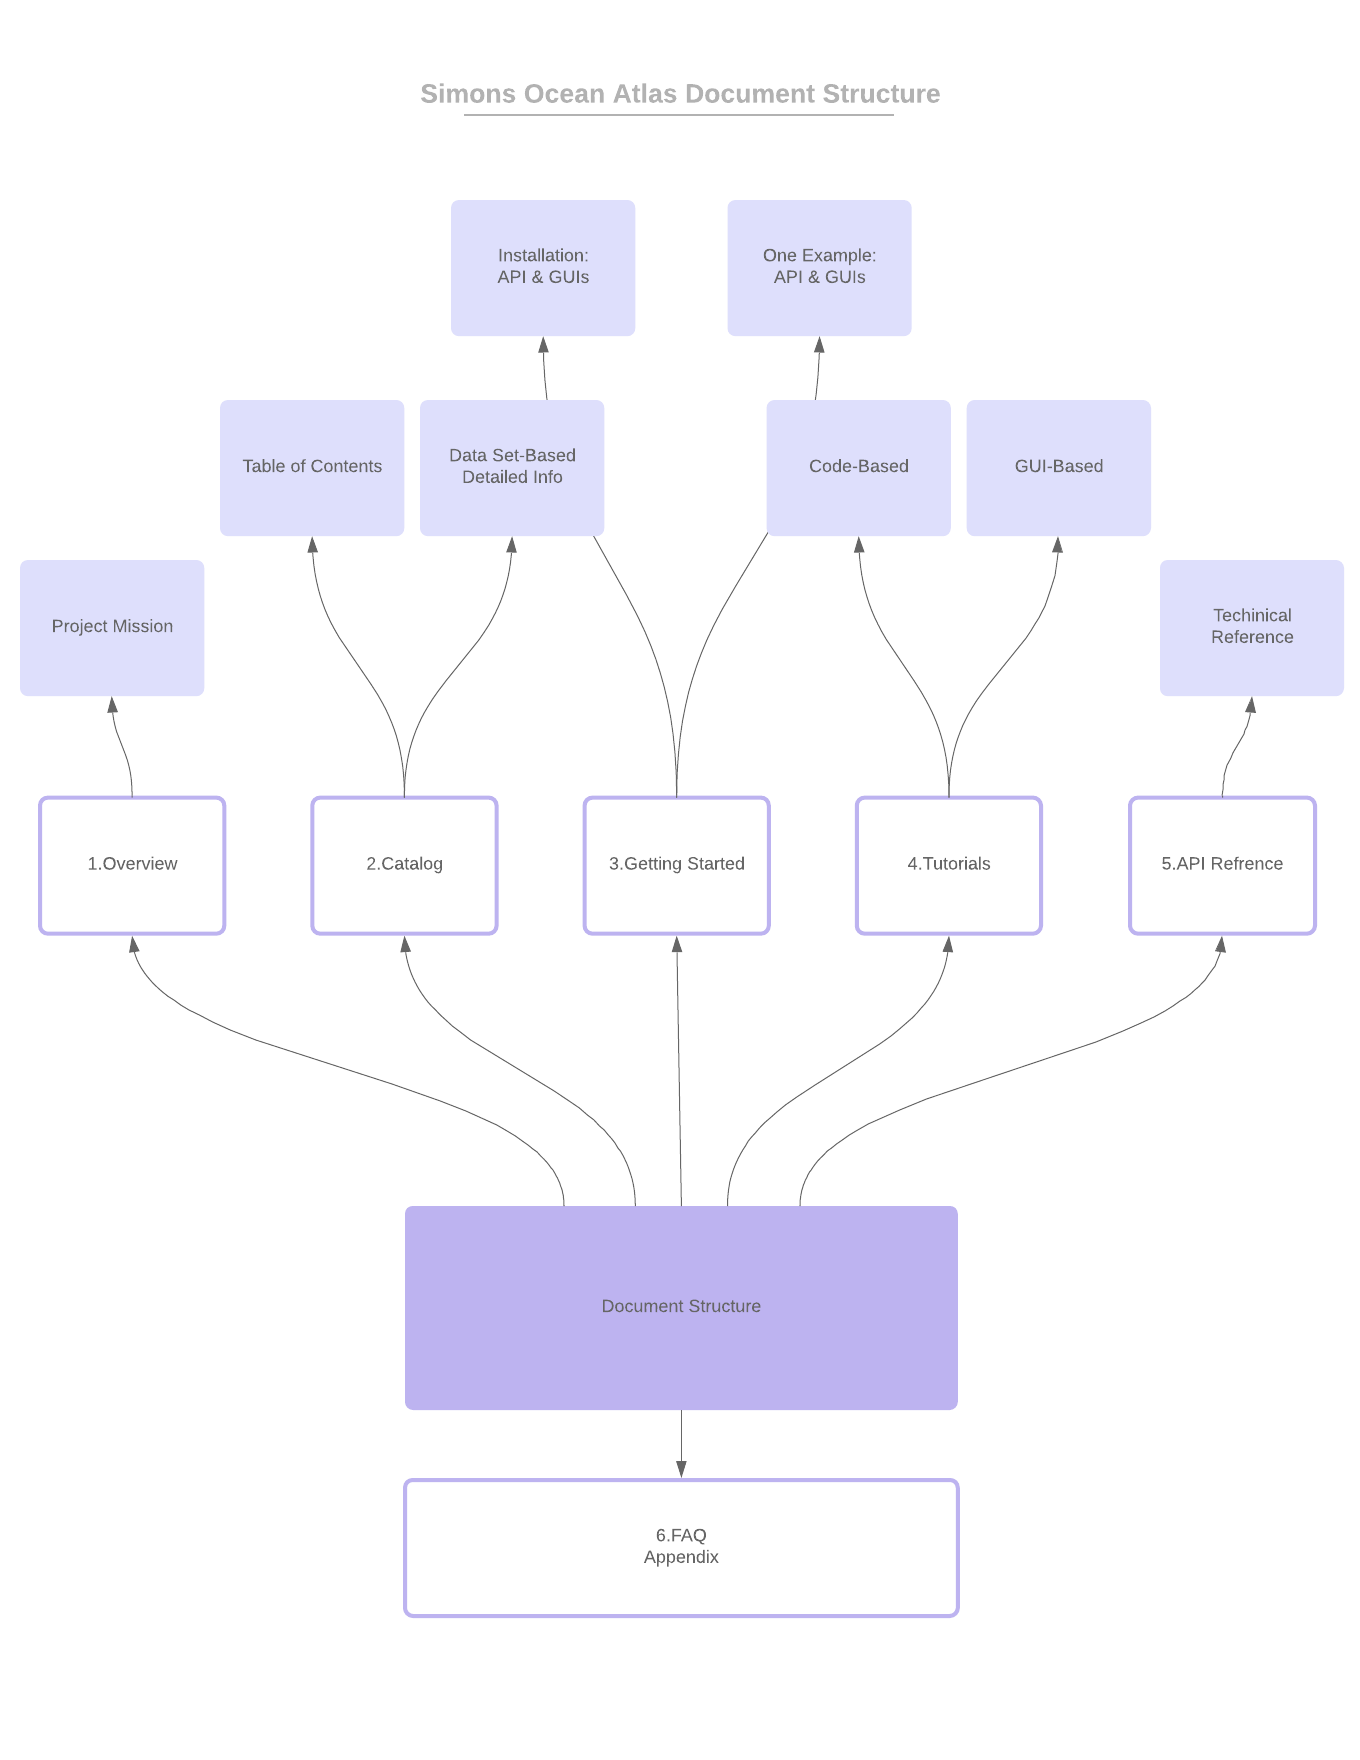 Simons Ocean Atlas Document Structure
Installation:
API & GUIs
One Example:
API & GUIs
Table of Contents
Data Set-Based
Detailed Info
Code-Based
GUI-Based
Project Mission
Techinical
Reference
1.Overview
2.Catalog
3.Getting Started
4.Tutorials
5.API Refrence
Document Structure
6.FAQ
Appendix